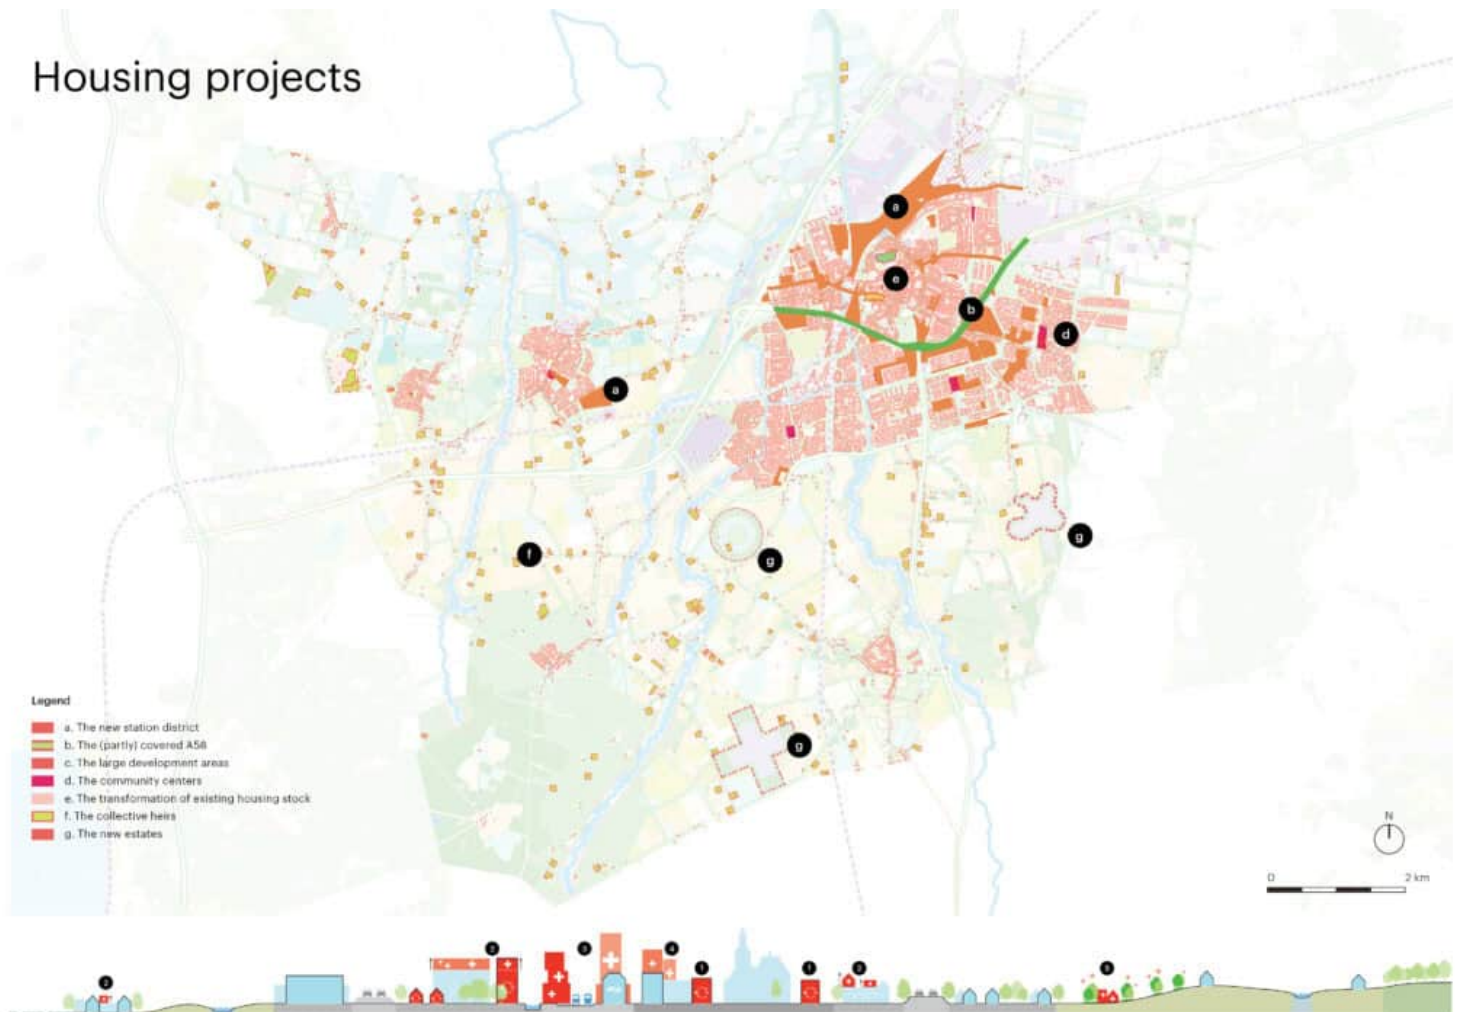 Housing projects
a
e
b
d
a
f
g
g
g
Legend
a. The new station district
b. The (partly) covered A58
c. The large development areas
d. The community centers
e. The transformation of existing housing stock
f. The collective heirs
g. The new estates
N
0 2 km